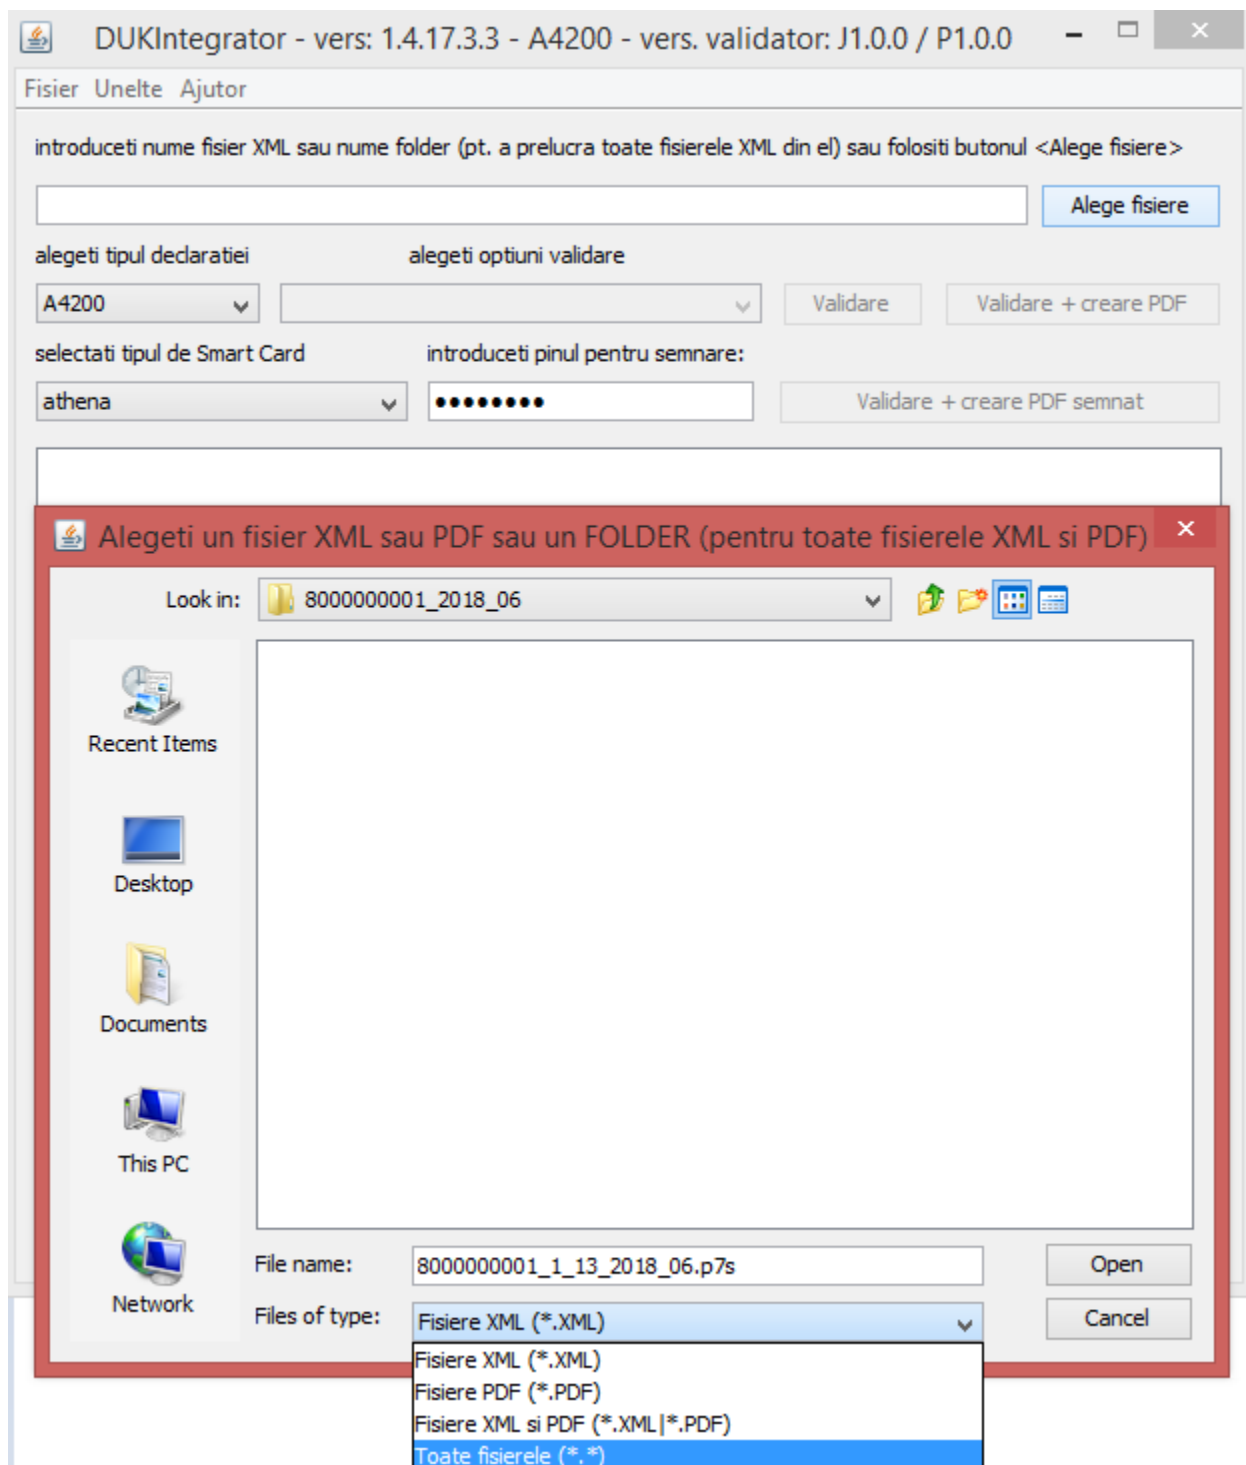 DUKIntegrator - vers: 1.4.17.3.3 - A4200 - vers. validator: J1.0.0 / P1.0.0
Fisier Unelte Ajutor
introduceti nume fisier XML sau nume folder (pt. a prelucra toate fisierele XML din el) sau folositi butonul <Alege fisiere>
Alege fisiere
alegeti tipul declaratiei alegeti optiuni validare
A4200 Validare Validare + creare PDF
selectati tipul de Smart Card introduceti pinul pentru semnare:
athena •••••••• Validare + creare PDF semnat
Alegeti un fisier XML sau PDF sau un FOLDER (pentru toate fisierele XML si PDF)
Look in: 8000000001_2018_06
Recent Items
Desktop
Documents
This PC
Network
File name: 8000000001_1_13_2018_06.p7s Open
Files of type: Fisiere XML (*.XML) Cancel
Fisiere XML (*.XML)
Fisiere PDF (*.PDF)
Fisiere XML si PDF (*.XML|*.PDF)
Toate fisierele (*.*)